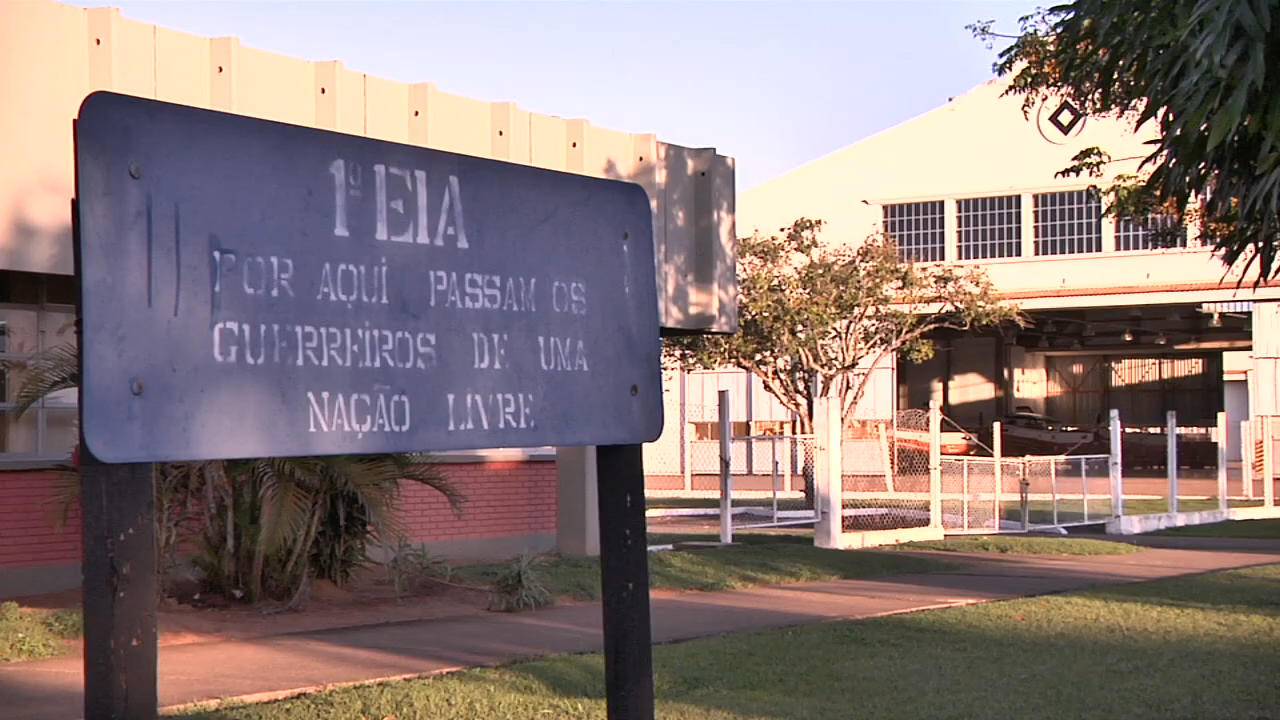 1º EIA
POR AQUI PASSAM OS
GUERREIROS DE UMA
NAÇÃO LIVRE